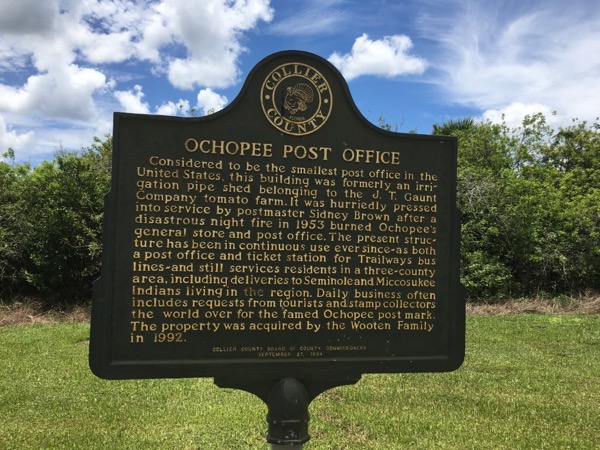 COLLIER
COUNTY
OCHOPEE POST OFFICE
Considered to be the smallest post office in the
United States, this building was formerly an irri-
gation pipe shed belonging to the J. T. Gaunt
Company tomato farm. It was hurriedly pressed
into service by postmaster Sidney Brown after a
disastrous night fire in 1953 burned Ochopee's
general store and post office. The present struc-
ture has been in continuous use ever since-as both
a post office and ticket station for Trailways bus
lines-and still services residents in a three-county
area, including deliveries to Seminole and Miccosukee
Indians living in the region. Daily business often
includes requests from tourists and stamp collectors
the world over for the famed Ochopee post mark.
The property was acquired by the Wooten Family
in 1992.
COLLIER COUNTY BOARD OF COUNTY COMMISSIONERS
SEPTEMBER 27, 1994